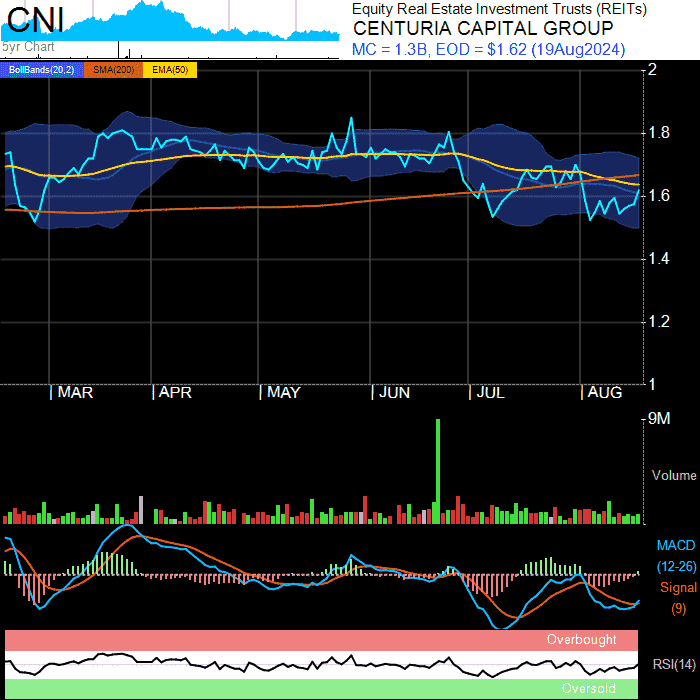 CNI
5yr Chart
Equity Real Estate Investment Trusts (REITs)
CENTURIA CAPITAL GROUP
MC = 1.3B, EOD = $1.62 (19Aug2024)
BollBands(20,2) SMA(200) EMA(50)
2
1.8
1.6
1.4
1.2
1
MAR APR MAY JUN JUL AUG
9M
Volume
MACD
(12-26)
Signal
(9)
Overbought
RSI(14)
Oversold